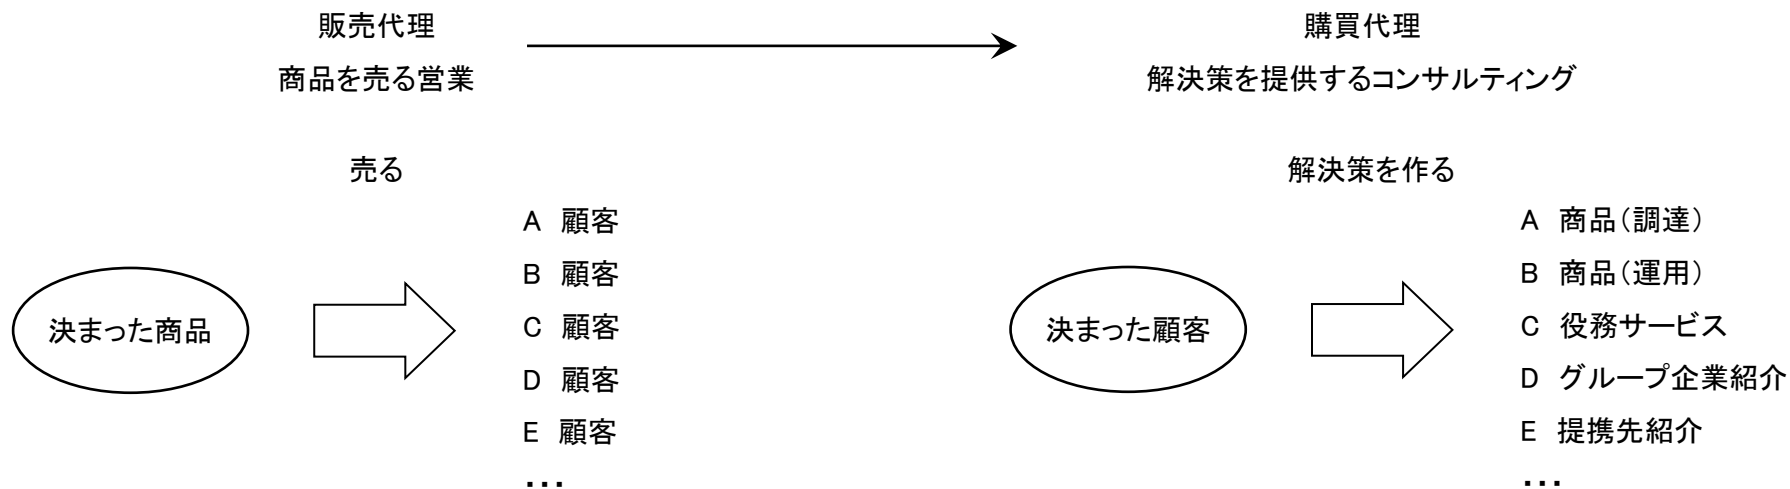 販売代理
商品を売る営業
売る
決まった商品
A 顧客
B 顧客
C 顧客
D 顧客
E 顧客
…
購買代理
解決策を提供するコンサルティング
解決策を作る
決まった顧客
A 商品（調達）
B 商品（運用）
C 役務サービス
D グループ企業紹介
E 提携先紹介
…